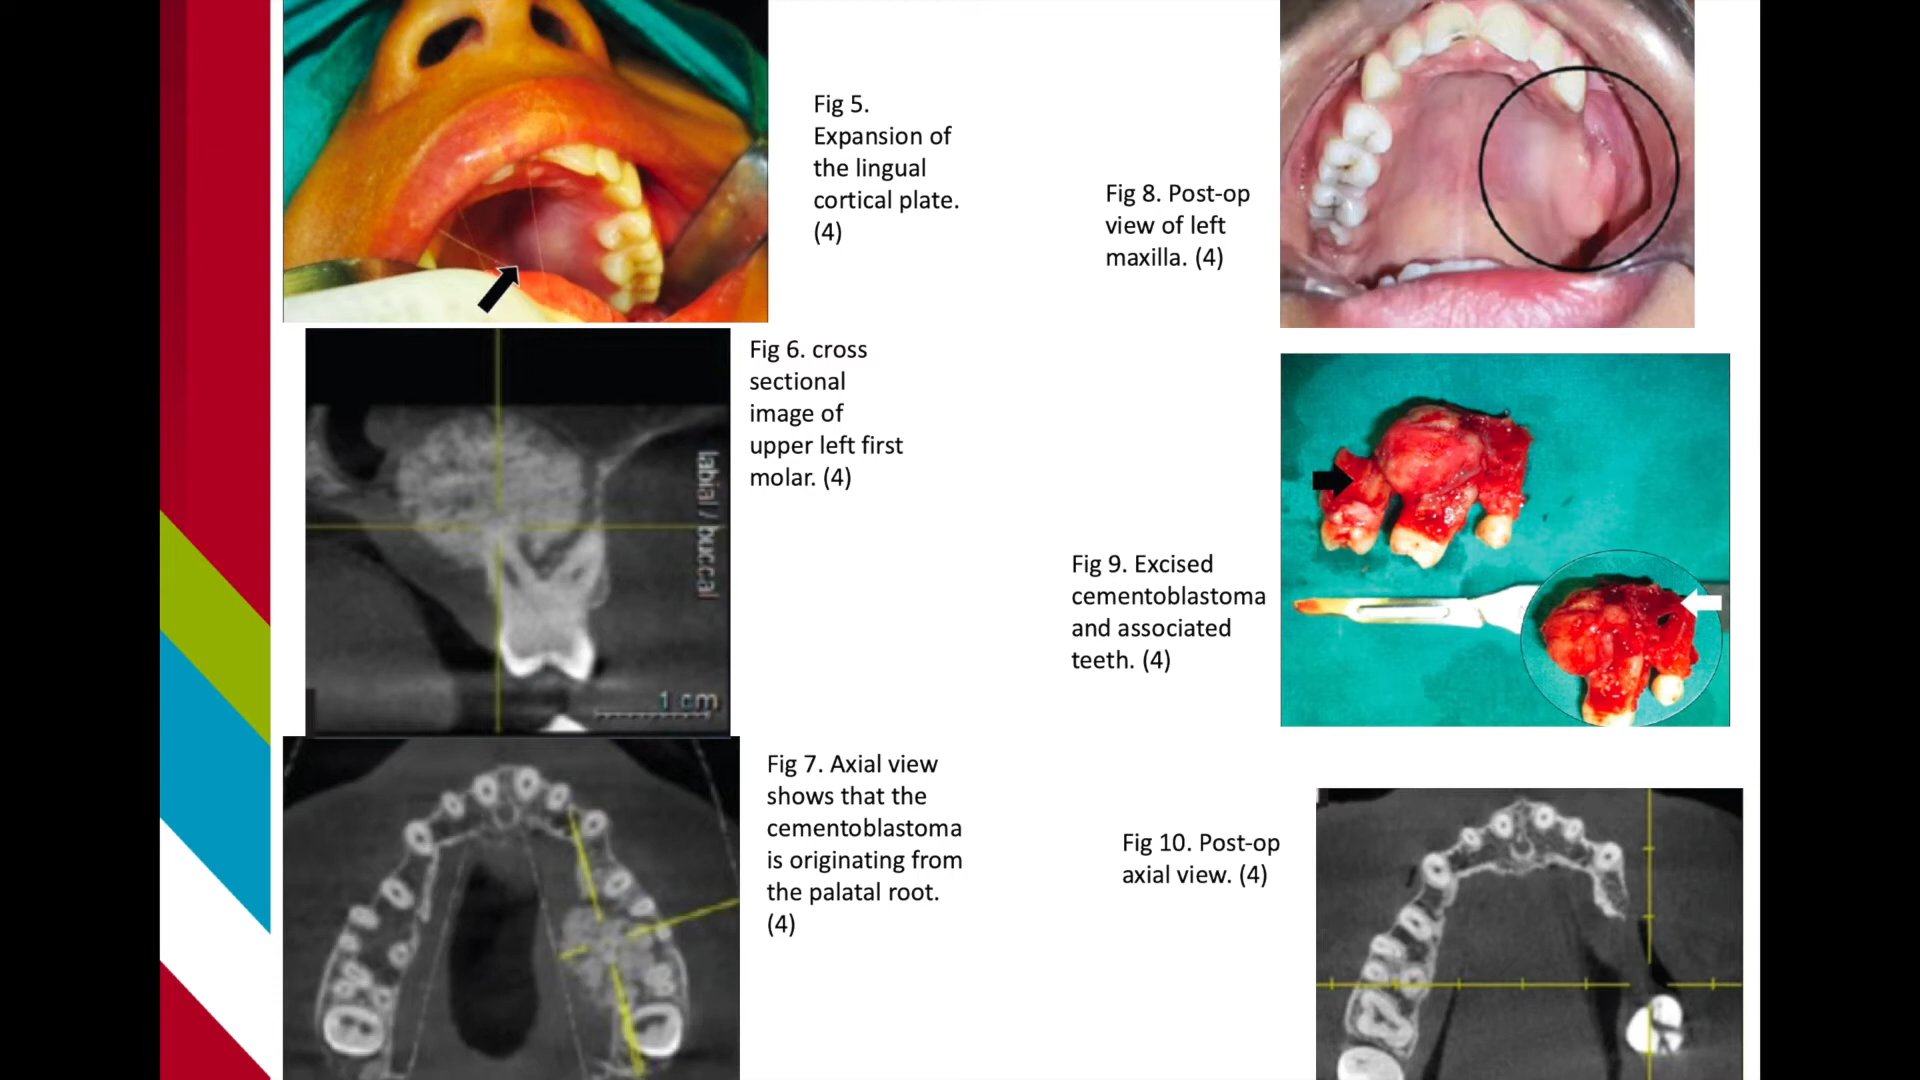 Fig 5.
Expansion of
the lingual
cortical plate.
(4)
Fig 6. cross
sectional
image of
upper left first
molar. (4)
labial / buccal
1 cm
Fig 7. Axial view
shows that the
cementoblastoma
is originating from
the palatal root.
(4)
Fig 8. Post-op
view of left
maxilla. (4)
Fig 9. Excised
cementoblastoma
and associated
teeth. (4)
Fig 10. Post-op
axial view. (4)